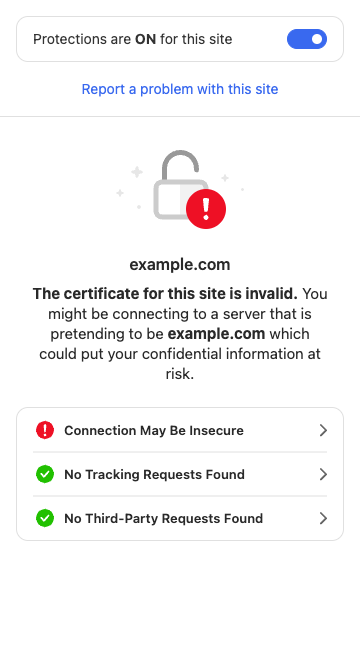 Protections are ON for this site
Report a problem with this site
example.com
The certificate for this site is invalid. You
might be connecting to a server that is
pretending to be example.com which
could put your confidential information at
risk.
Connection May Be Insecure
No Tracking Requests Found
No Third-Party Requests Found